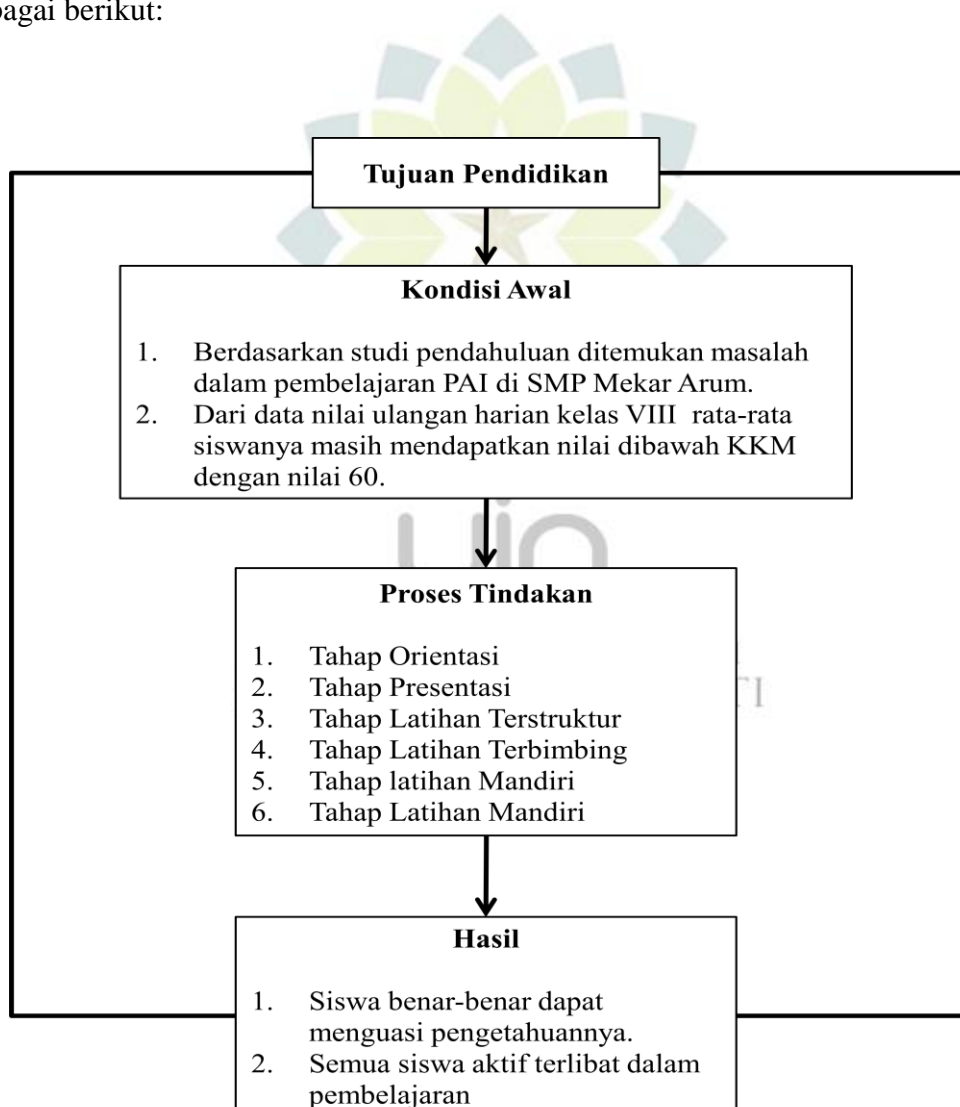 bagai berikut:
Tujuan Pendidikan
Kondisi Awal
1. Berdasarkan studi pendahuluan ditemukan masalah
dalam pembelajaran PAI di SMP Mekar Arum.
2. Dari data nilai ulangan harian kelas VIII rata-rata
siswanya masih mendapatkan nilai dibawah KKM
dengan nilai 60.
uin
Proses Tindakan
1. Tahap Orientasi
2. Tahap Presentasi
3. Tahap Latihan Terstruktur
4. Tahap Latihan Terbimbing
5. Tahap latihan Mandiri
6. Tahap Latihan Mandiri
Hasil
1. Siswa benar-benar dapat
menguasi pengetahuannya.
2. Semua siswa aktif terlibat dalam
pembelajaran